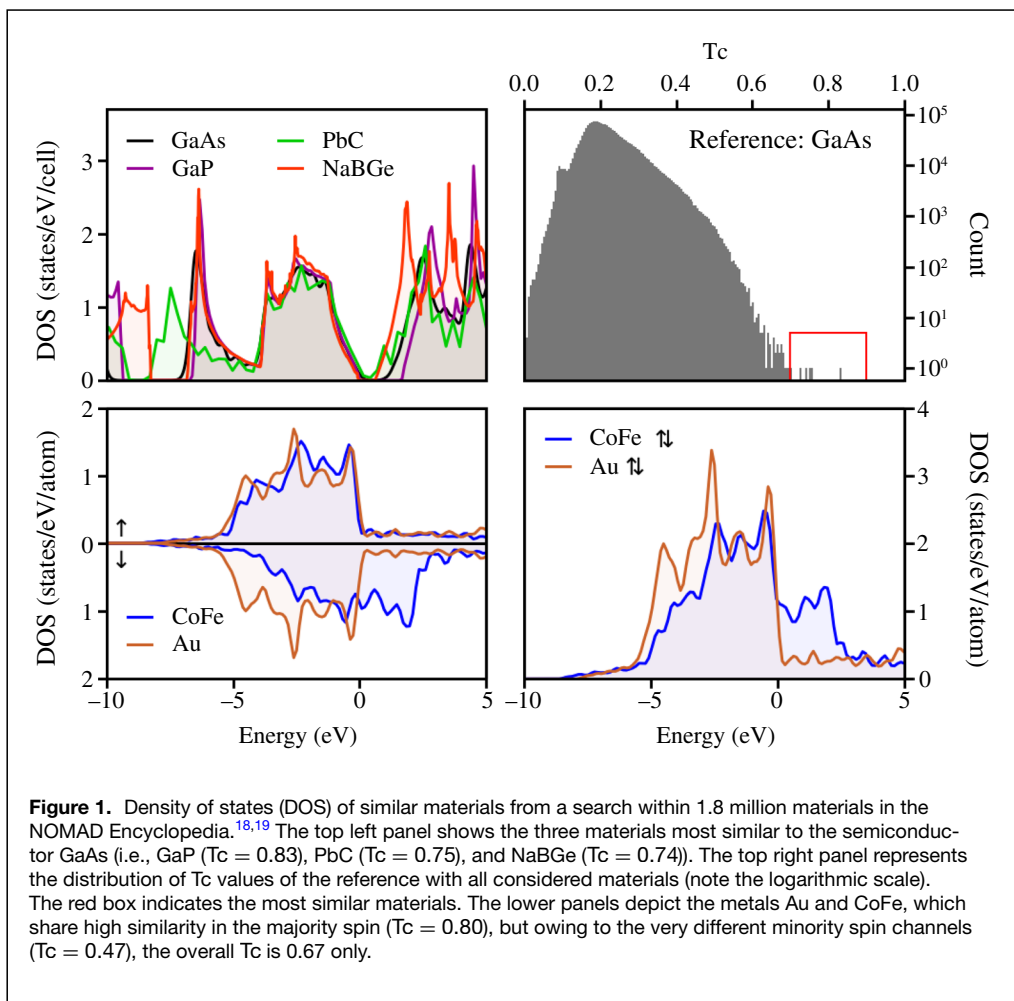 Tc
0.0 0.2 0.4 0.6 0.8 1.0
GaAs PbC
GaP NaBGe
DOS (states/eV/cell)
3
2
1
0
Reference: GaAs
10⁵
10⁴
10³
10²
10¹
10⁰
Count
DOS (states/eV/atom)
2
1
0
1
2
↑
↓
CoFe
Au
−10 −5 0 5
Energy (eV)
CoFe ⇅
Au ⇅
4
3
2
1
0
DOS (states/eV/atom)
−10 −5 0 5
Energy (eV)
Figure 1. Density of states (DOS) of similar materials from a search within 1.8 million materials in the
NOMAD Encyclopedia.18,19 The top left panel shows the three materials most similar to the semiconduc-
tor GaAs (i.e., GaP (Tc = 0.83), PbC (Tc = 0.75), and NaBGe (Tc = 0.74)). The top right panel represents
the distribution of Tc values of the reference with all considered materials (note the logarithmic scale).
The red box indicates the most similar materials. The lower panels depict the metals Au and CoFe, which
share high similarity in the majority spin (Tc = 0.80), but owing to the very different minority spin channels
(Tc = 0.47), the overall Tc is 0.67 only.